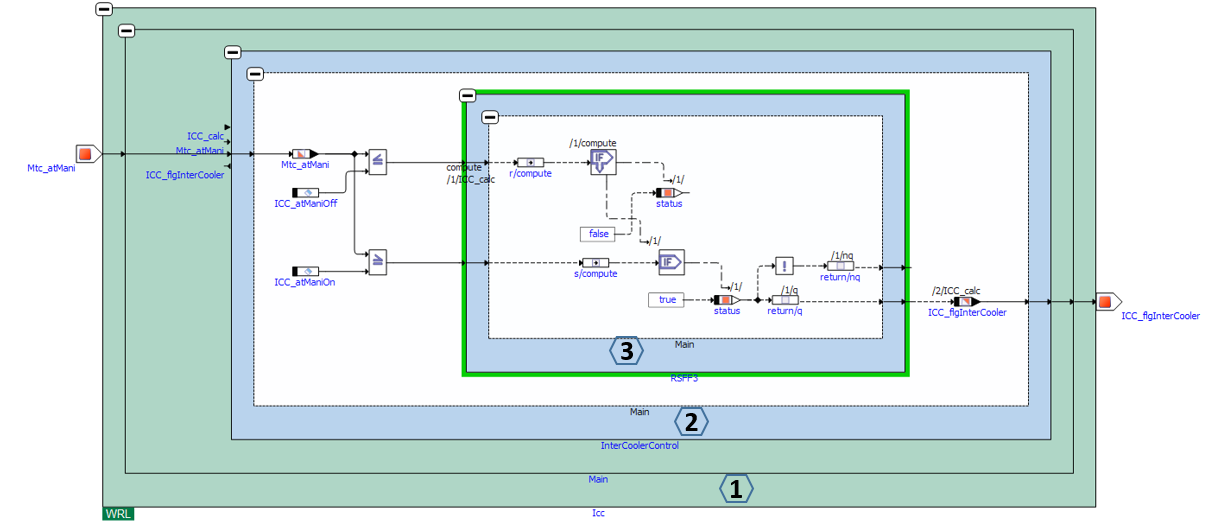 ICC_calc
Mtc_atMani
Mtc_atMani
ICC_flgInterCooler
Mtc_atMani
≤
ICC_atManiOff
≥
ICC_atManiOn
compute
/1/ICC_calc
/1/compute
IF
r/compute
/1/
status
false
/1/
s/compute
IF
/1/
true
status
!
/1/nq
return/nq
/1/q
return/q
/2/ICC_calc
ICC_flgInterCooler
ICC_flgInterCooler
3
Main
RSFF3
Main
2
InterCoolerControl
Main
1
WRL
Icc